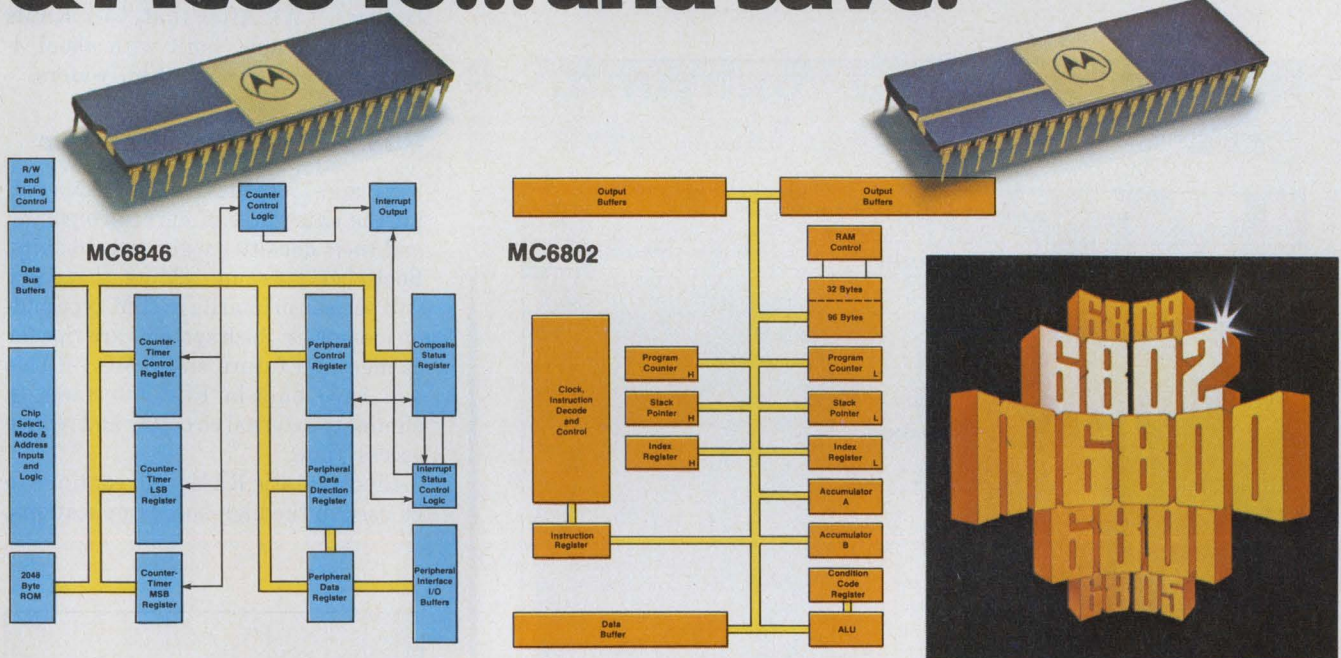 ...and save.
R/W
and
Timing
Control
Data
Bus
Buffers
Chip
Select,
Mode &
Address
Inputs
and
Logic
2048
Byte
ROM
MC6846
Counter
Control
Logic
Interrupt
Output
Counter-
Timer
Control
Register
Counter-
Timer
LSB
Register
Counter-
Timer
MSB
Register
Peripheral
Control
Register
Peripheral
Data
Direction
Register
Peripheral
Data
Register
Composite
Status
Register
Interrupt
Status
Control
Logic
Peripheral
Interface
I/O
Buffers
Output
Buffers
Output
Buffers
MC6802
RAM
Control
32 Bytes
96 Bytes
Clock,
Instruction
Decode
and
Control
Instruction
Register
Program
Counter H
Program
Counter L
Stack
Pointer H
Stack
Pointer L
Index
Register H
Index
Register L
Accumulator
A
Accumulator
B
Condition
Code
Register
ALU
Data
Buffer
6809
6802
M6800
6801
6805